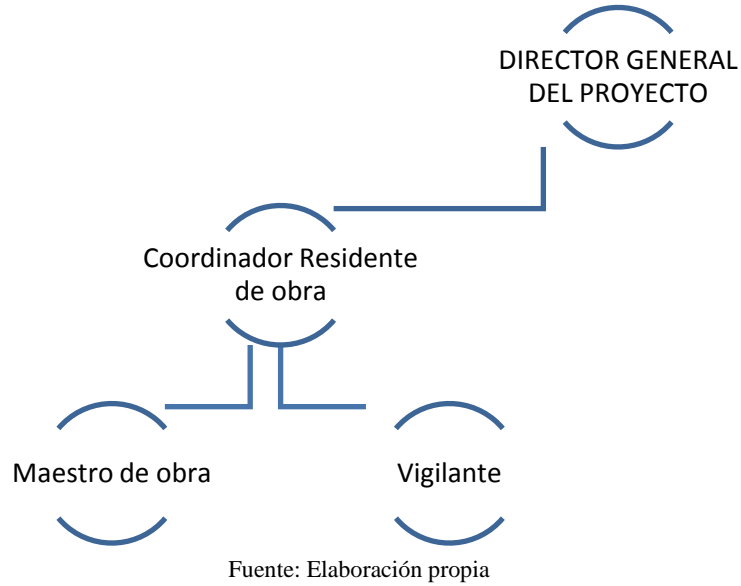 DIRECTOR GENERAL
DEL PROYECTO
Coordinador Residente
de obra
Maestro de obra
Vigilante
Fuente: Elaboración propia